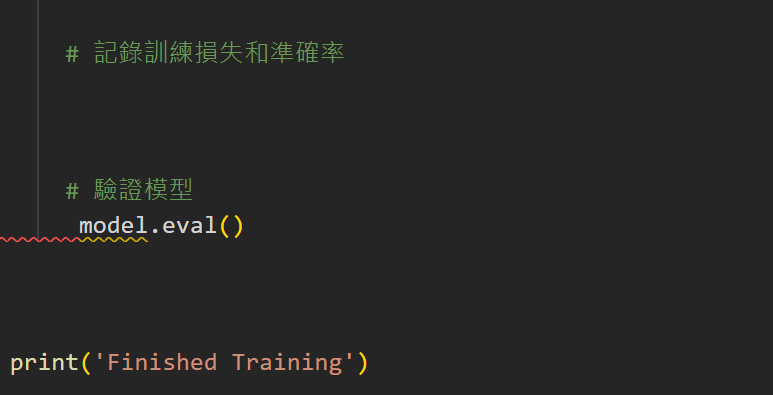 # 記錄訓練損失和準確率
# 驗證模型
model.eval()
print('Finished Training')